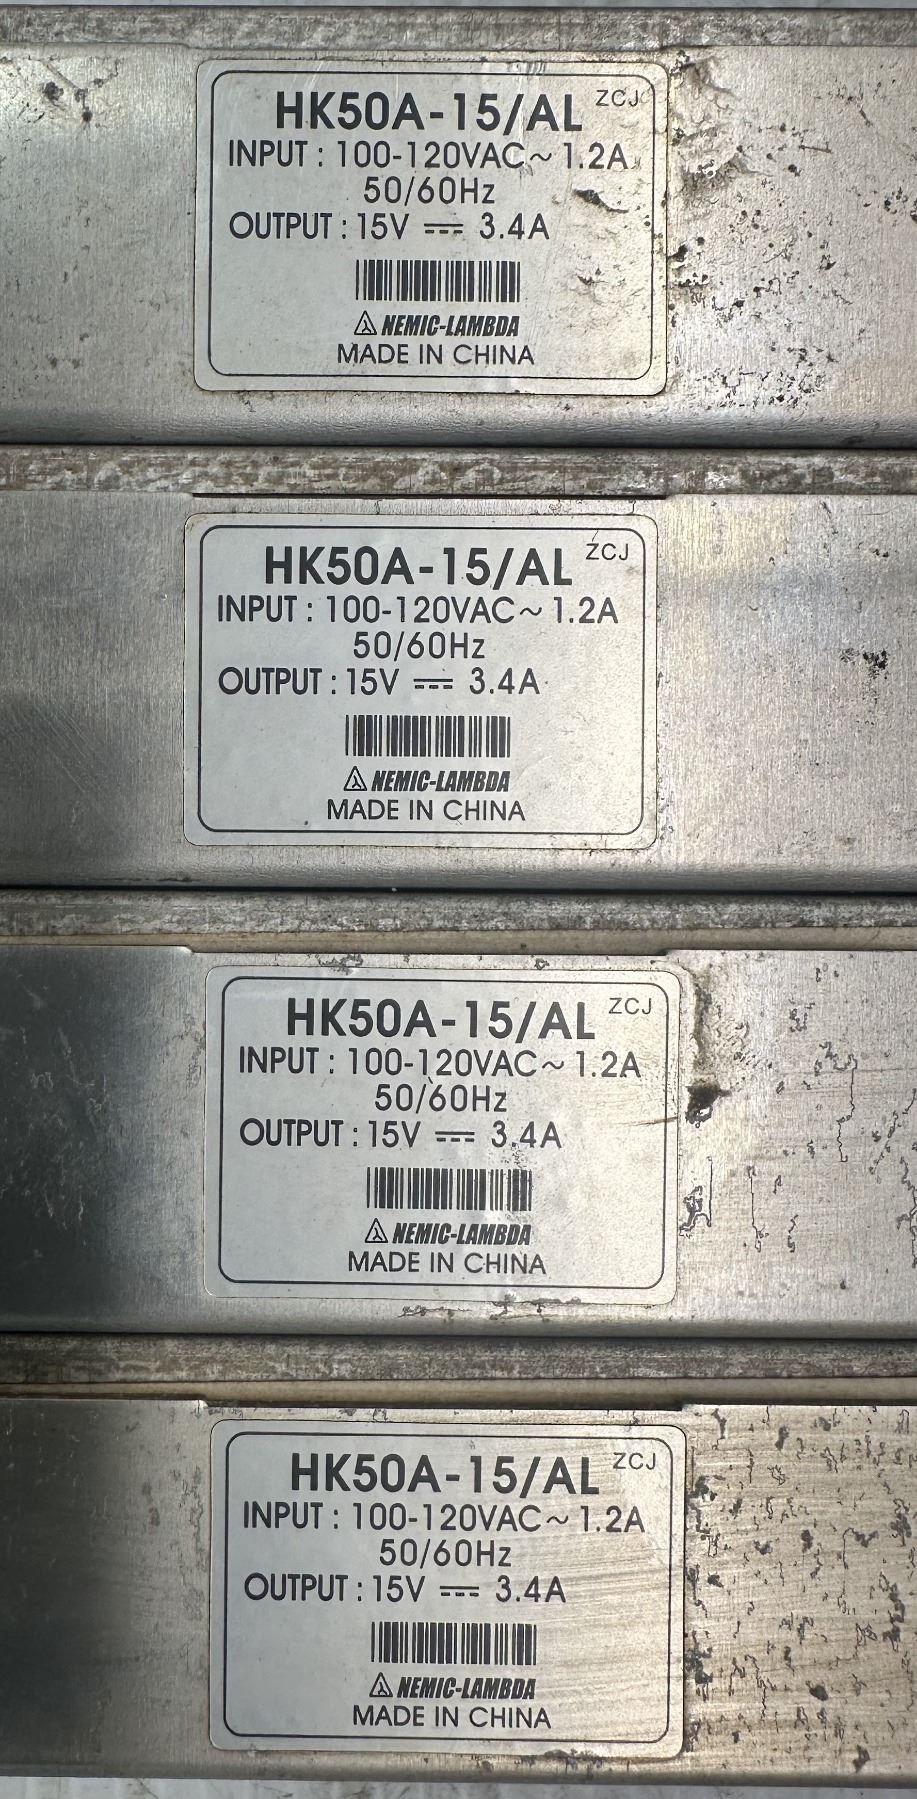 HK50A-15/AL ZCJ
INPUT : 100-120VAC~ 1.2A
50/60Hz
OUTPUT : 15V ⎓ 3.4A
NEMIC-LAMBDA
MADE IN CHINA
HK50A-15/AL ZCJ
INPUT : 100-120VAC~ 1.2A
50/60Hz
OUTPUT : 15V ⎓ 3.4A
NEMIC-LAMBDA
MADE IN CHINA
HK50A-15/AL ZCJ
INPUT : 100-120VAC~ 1.2A
50/60Hz
OUTPUT : 15V ⎓ 3.4A
NEMIC-LAMBDA
MADE IN CHINA
HK50A-15/AL ZCJ
INPUT : 100-120VAC~ 1.2A
50/60Hz
OUTPUT : 15V ⎓ 3.4A
NEMIC-LAMBDA
MADE IN CHINA